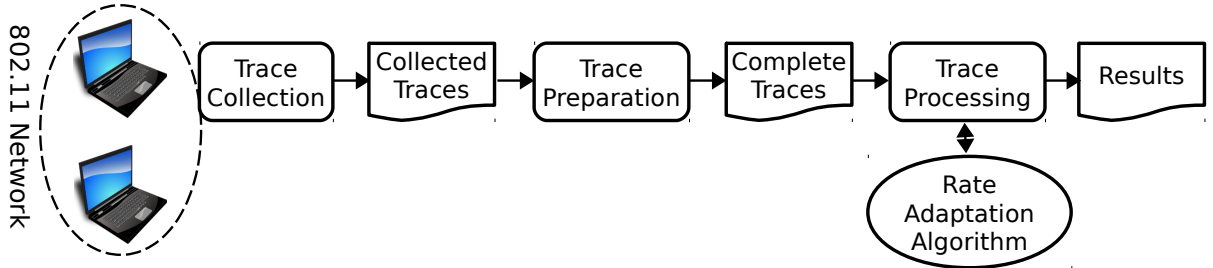 802.11 Network
Trace
Collection
Collected
Traces
Trace
Preparation
Complete
Traces
Trace
Processing
Results
Rate
Adaptation
Algorithm